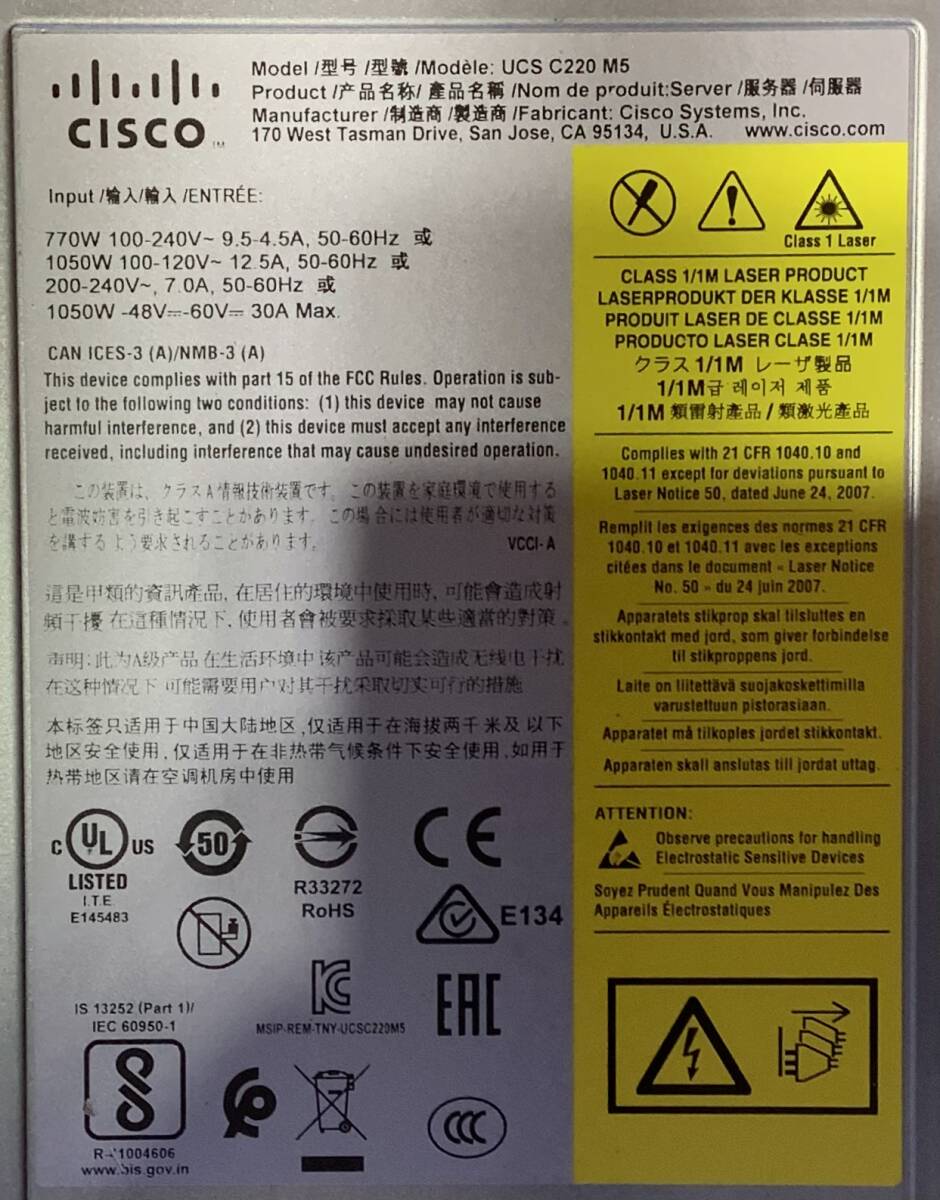 CISCO™
Model /型号 /型號 /Modèle: UCS C220 M5
Product /产品名称/ 產品名稱 /Nom de produit:Server /服务器 /伺服器
Manufacturer /制造商 /製造商 /Fabricant: Cisco Systems, Inc.
170 West Tasman Drive, San Jose, CA 95134, U.S.A. www.cisco.com
Input /输入/輸入 /ENTRÉE:
770W 100-240V~ 9.5-4.5A, 50-60Hz 或
1050W 100-120V~ 12.5A, 50-60Hz 或
200-240V~, 7.0A, 50-60Hz 或
1050W -48V⎓-60V⎓ 30A Max.
CAN ICES-3 (A)/NMB-3 (A)
This device complies with part 15 of the FCC Rules. Operation is sub-
ject to the following two conditions: (1) this device may not cause
harmful interference, and (2) this device must accept any interference
received, including interference that may cause undesired operation.
この装置は、クラスA情報技術装置です。この装置を家庭環境で使用する
と電波妨害を引き起こすことがあります。この場合には使用者が適切な対策
を講するよう要求されることがあります。 VCCI-A
這是甲類的資訊產品, 在居住的環境中使用時, 可能會造成射
頻干擾 在這種情況下, 使用者會被要求採取某些適當的對策。
声明: 此为A级产品 在生活环境中 该产品可能会造成无线电干扰
在这种情况下 可能需要用户对其干扰采取切实可行的措施
本标签只适用于中国大陆地区,仅适用于在海拔两千米及以下
地区安全使用,仅适用于在非热带气候条件下安全使用,如用于
热带地区请在空调机房中使用
C UL US
LISTED
I.T.E.
E145483
50
R33272
RoHS
CE
E134
IS 13252 (Part 1)/
IEC 60950-1
MSIP-REM-TNY-UCSC220M5
EAC
1004606
www.bis.gov.in
CCC
Class 1 Laser
CLASS 1/1M LASER PRODUCT
LASERPRODUKT DER KLASSE 1/1M
PRODUIT LASER DE CLASSE 1/1M
PRODUCTO LASER CLASE 1/1M
クラス 1/1M レーザ製品
1/1M급 레이저 제품
1/1M 類雷射產品 / 類激光產品
Complies with 21 CFR 1040.10 and
1040.11 except for deviations pursuant to
Laser Notice 50, dated June 24, 2007.
Remplit les exigences des normes 21 CFR
1040.10 et 1040.11 avec les exceptions
citées dans le document « Laser Notice
No. 50 » du 24 juin 2007.
Apparatets stikprop skal tilsluttes en
stikkontakt med jord, som giver forbindelse
til stikproppens jord.
Laite on liitettävä suojakoskettimilla
varustettuun pistorasiaan.
Apparatet må tilkoples jordet stikkontakt.
Apparaten skall anslutas till jordat uttag.
ATTENTION:
Observe precautions for handling
Electrostatic Sensitive Devices
Soyez Prudent Quand Vous Manipulez Des
Appareils Électrostatiques